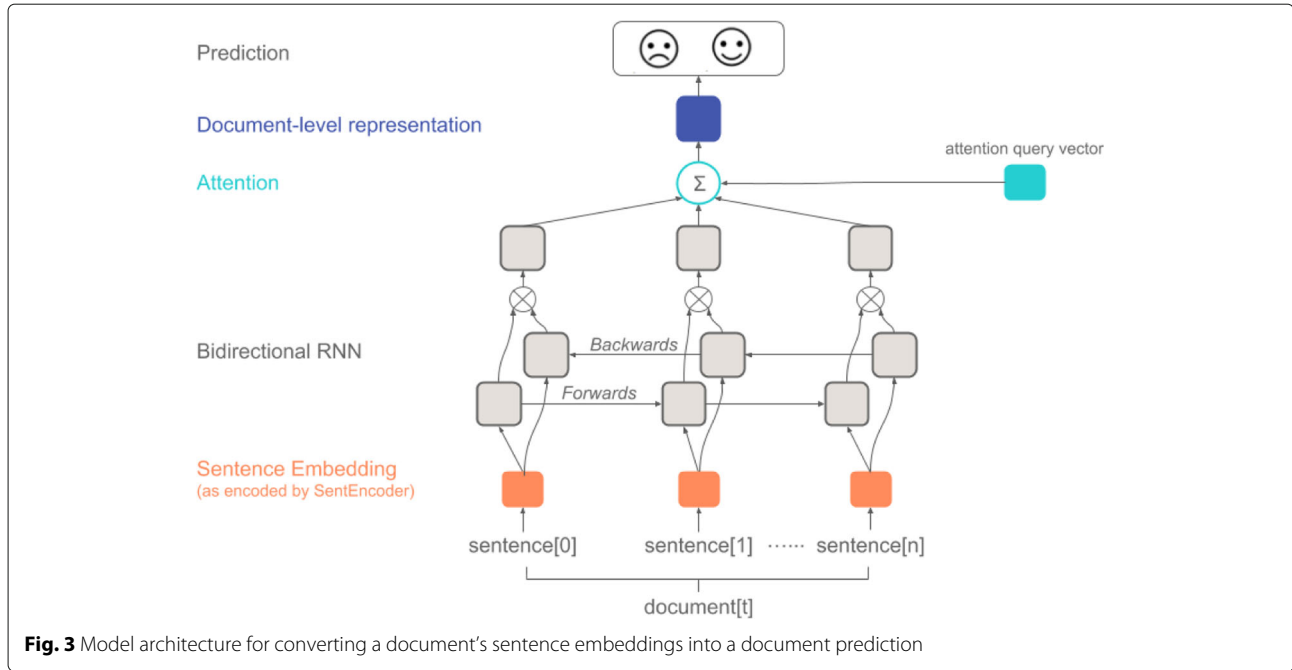 Prediction
Document-level representation
attention query vector
Attention
Σ
Bidirectional RNN
Backwards
Forwards
Sentence Embedding
(as encoded by SentEncoder)
sentence[0] sentence[1] ...... sentence[n]
document[t]
Fig. 3 Model architecture for converting a document's sentence embeddings into a document prediction